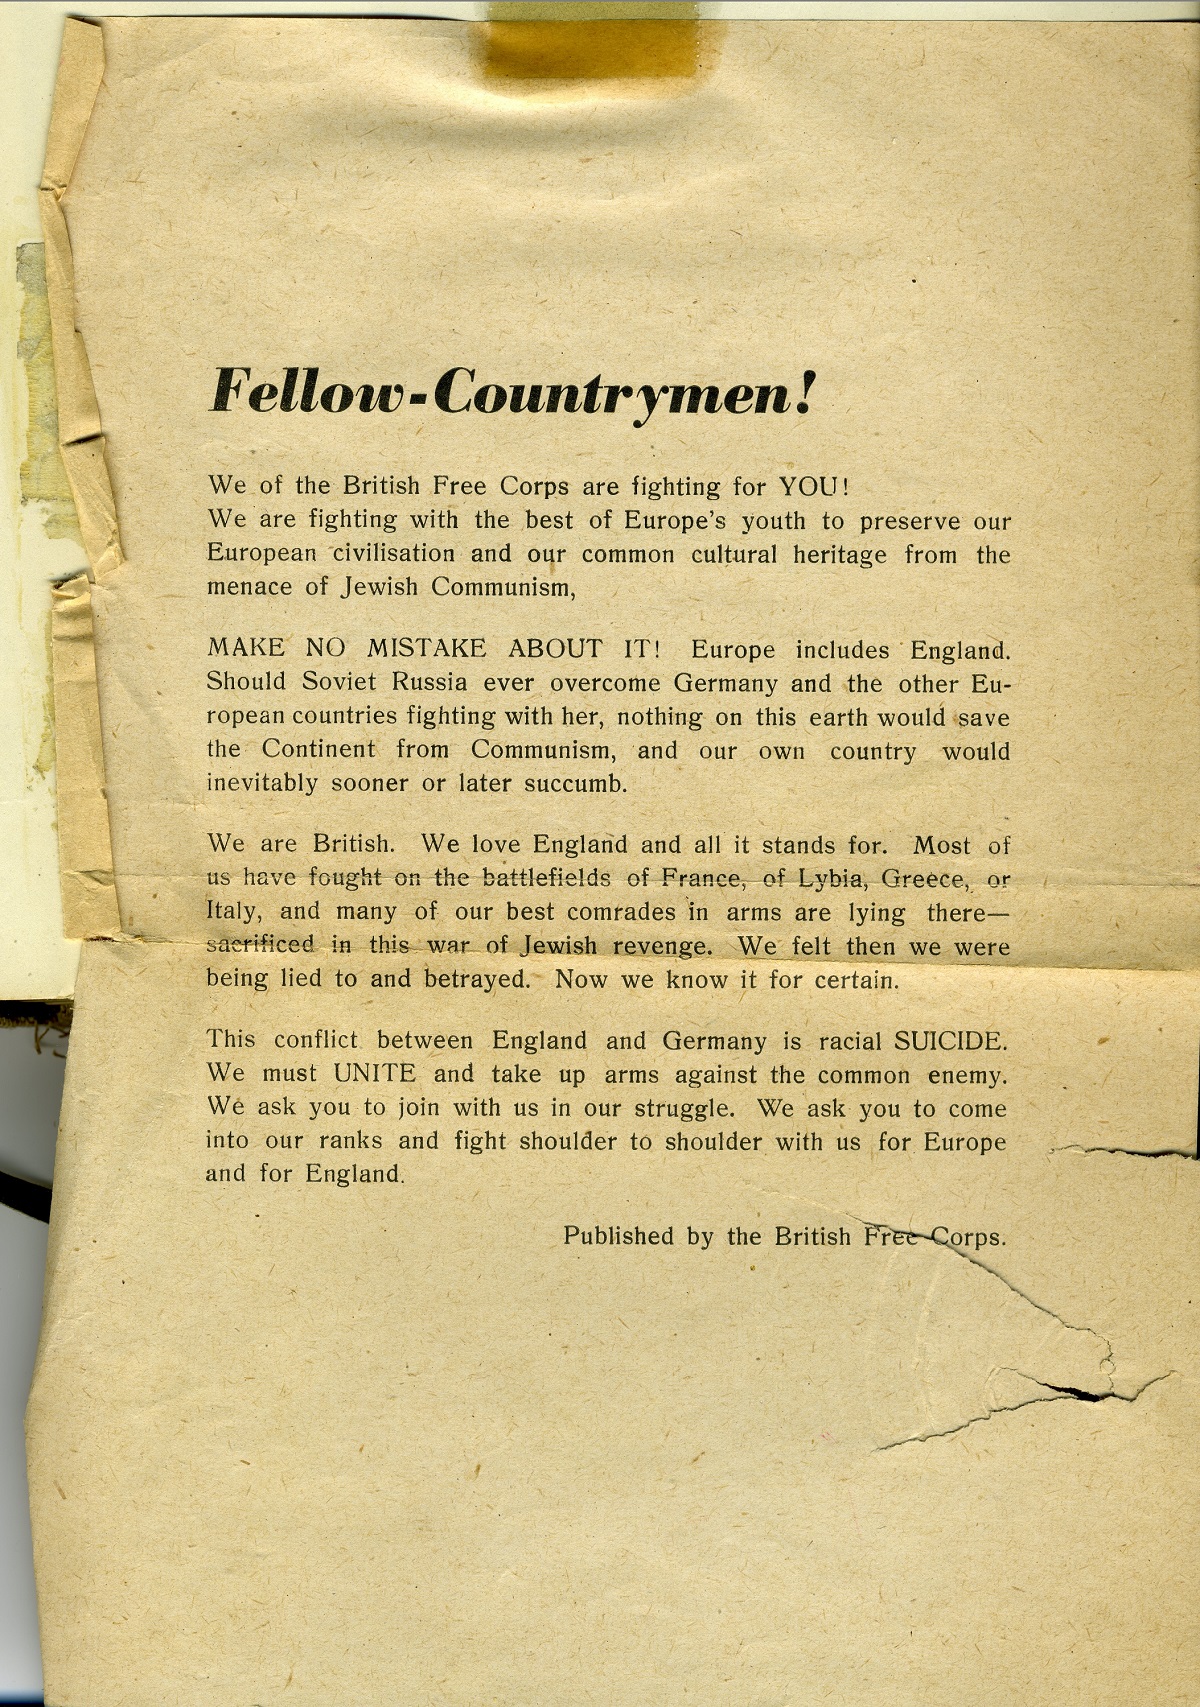 Fellow-Countrymen!
We of the British Free Corps are fighting for YOU!
We are fighting with the best of Europe's youth to preserve our
European civilisation and our common cultural heritage from the
menace of Jewish Communism,
MAKE NO MISTAKE ABOUT IT! Europe includes England.
Should Soviet Russia ever overcome Germany and the other Eu-
ropean countries fighting with her, nothing on this earth would save
the Continent from Communism, and our own country would
inevitably sooner or later succumb.
We are British. We love England and all it stands for. Most of
us have fought on the battlefields of France, of Lybia, Greece, or
Italy, and many of our best comrades in arms are lying there—
sacrificed in this war of Jewish revenge. We felt then we were
being lied to and betrayed. Now we know it for certain.
This conflict between England and Germany is racial SUICIDE.
We must UNITE and take up arms against the common enemy.
We ask you to join with us in our struggle. We ask you to come
into our ranks and fight shoulder to shoulder with us for Europe
and for England.
Published by the British Free Corps.